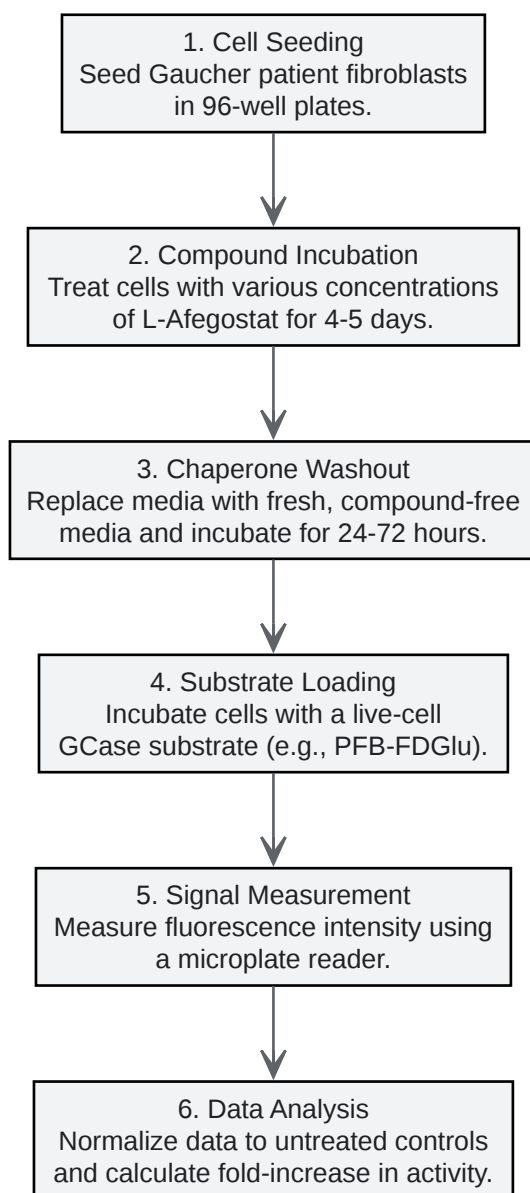 1. Cell Seeding
Seed Gaucher patient fibroblasts
in 96-well plates.
2. Compound Incubation
Treat cells with various concentrations
of L-Afegostat for 4-5 days.
3. Chaperone Washout
Replace media with fresh, compound-free
media and incubate for 24-72 hours.
4. Substrate Loading
Incubate cells with a live-cell
GCase substrate (e.g., PFB-FDGlu).
5. Signal Measurement
Measure fluorescence intensity using
a microplate reader.
6. Data Analysis
Normalize data to untreated controls
and calculate fold-increase in activity.